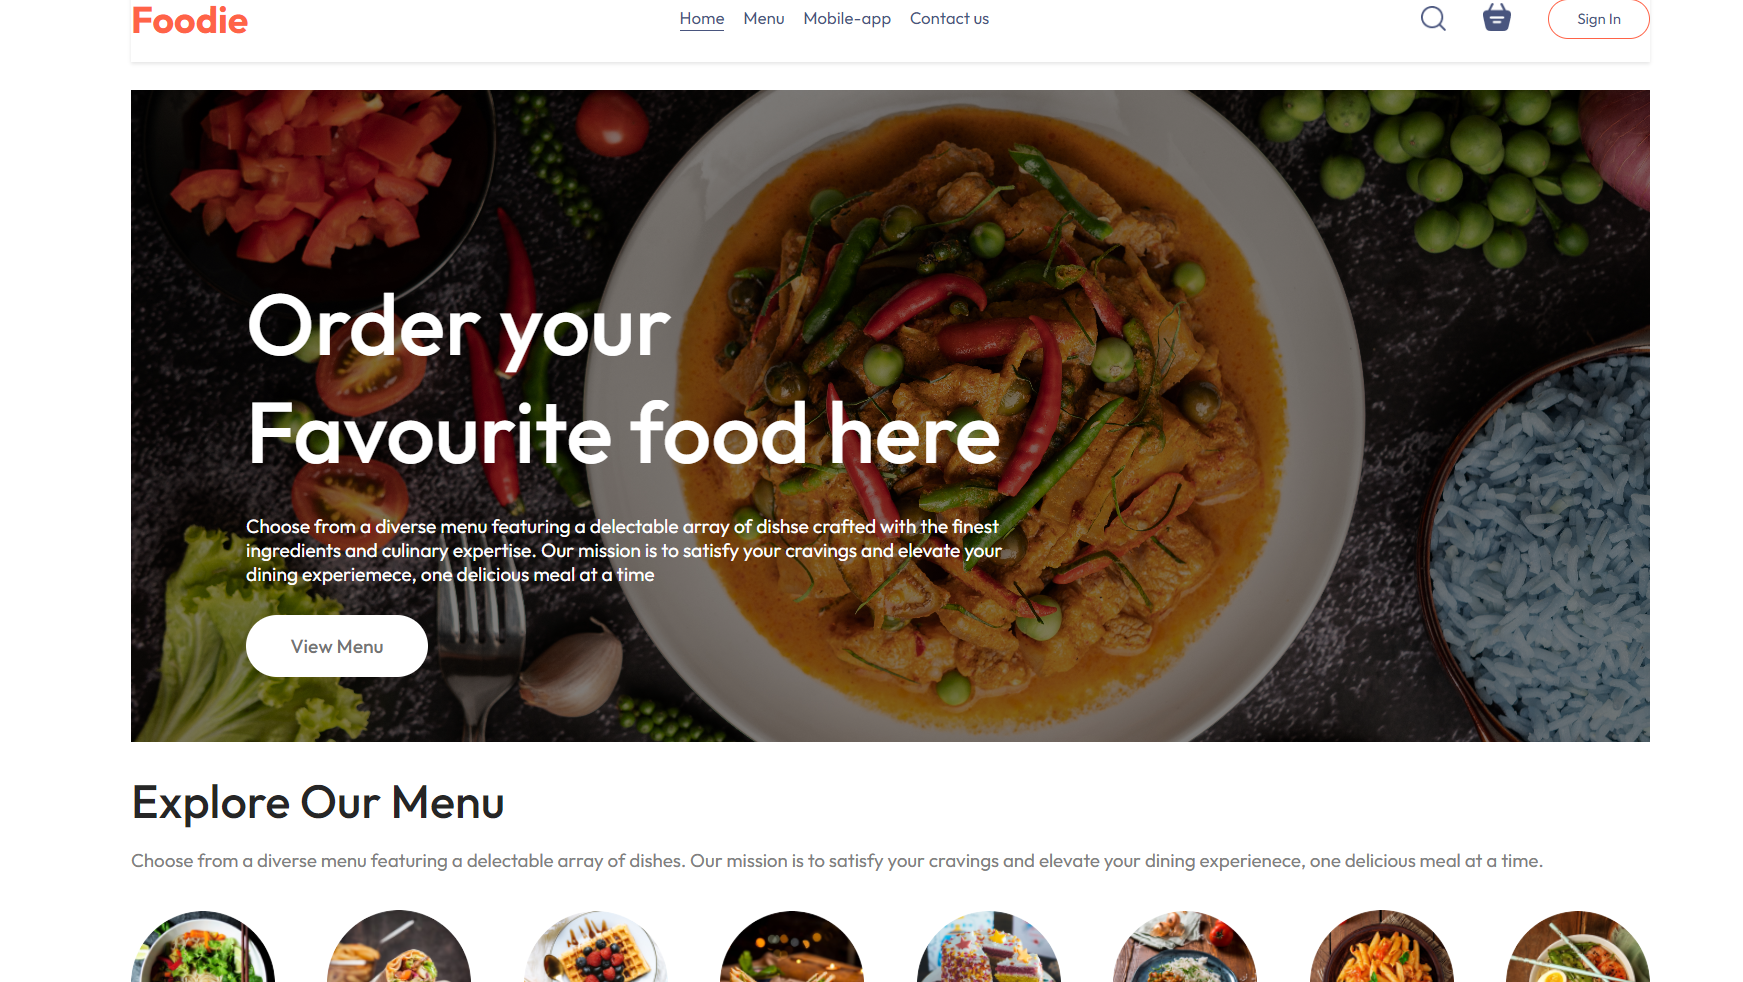 Foodie
Home Menu Mobile-app Contact us
Sign In
Order your
Favourite food here
Choose from a diverse menu featuring a delectable array of dishse crafted with the finest
ingredients and culinary expertise. Our mission is to satisfy your cravings and elevate your
dining experiemece, one delicious meal at a time
View Menu
Explore Our Menu
Choose from a diverse menu featuring a delectable array of dishes. Our mission is to satisfy your cravings and elevate your dining experienece, one delicious meal at a time.